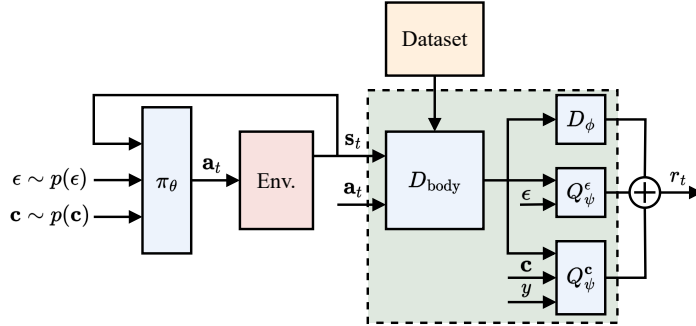 Dataset
ϵ ∼ p(ϵ)
c ∼ p(c)
π_θ
a_t
Env.
s_t
a_t
D_body
D_ϕ
ϵ
Q_ψ^ϵ
c
y
Q_ψ^c
r_t